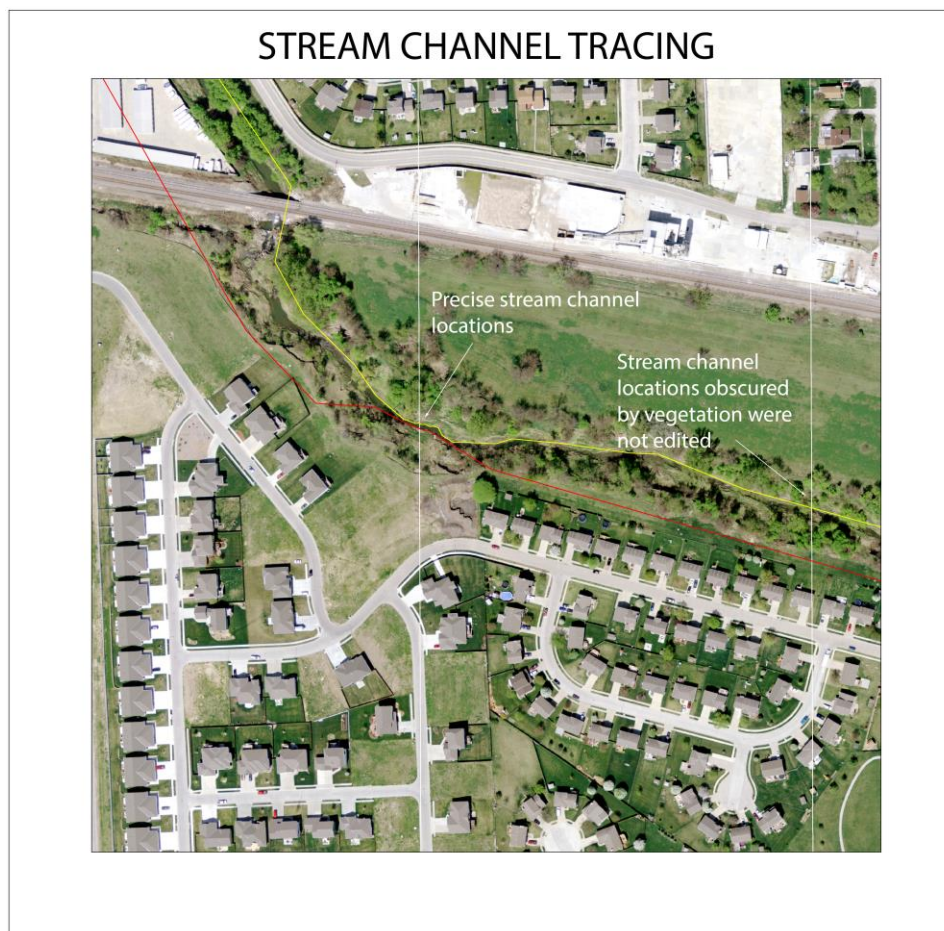 STREAM CHANNEL TRACING
Precise stream channel
locations
Stream channel
locations obscured
by vegetation were
not edited